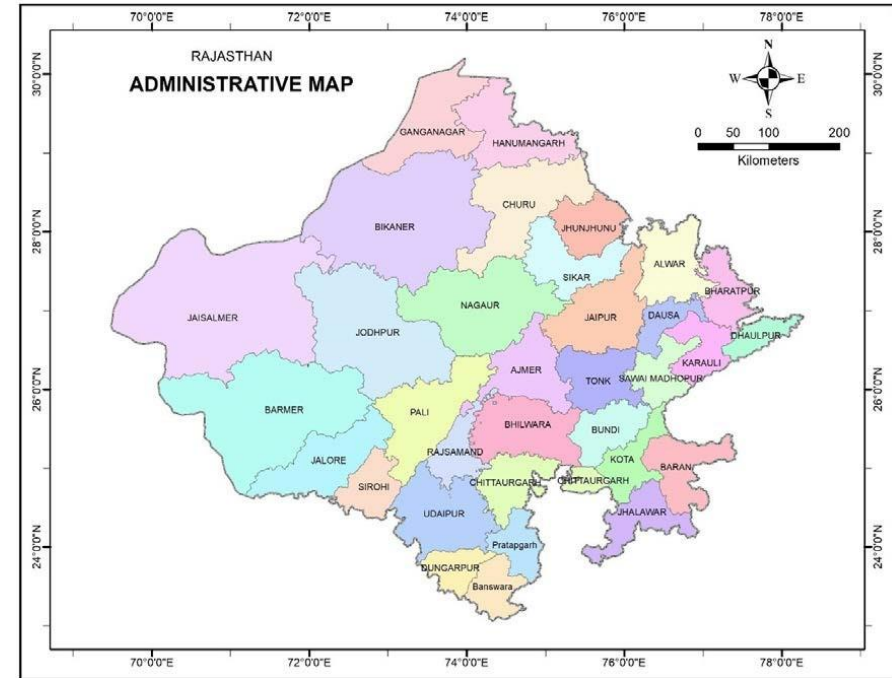 70°0'0"E 72°0'0"E 74°0'0"E 76°0'0"E 78°0'0"E
RAJASTHAN
ADMINISTRATIVE MAP
N
W E
S
0 50 100 200
Kilometers
30°0'0"N
30°0'0"N
28°0'0"N
28°0'0"N
26°0'0"N
26°0'0"N
24°0'0"N
24°0'0"N
GANGANAGAR
HANUMANGARH
CHURU
BIKANER
JHUNJHUNU
ALWAR
SIKAR
BHARATPUR
NAGAUR
JAISALMER
JAIPUR
DAUSA
JODHPUR
DHAULPUR
KARAULI
AJMER
TONK
SAWAI MADHOPUR
BARMER
PALI
BHILWARA
BUNDI
RAJSAMAND
KOTA
JALORE
BARAN
SIROHI
CHITTAURGARH
CHITTAURGARH
UDAIPUR
JHALAWAR
Pratapgarh
DUNGARPUR
Banswara
70°0'0"E 72°0'0"E 74°0'0"E 76°0'0"E 78°0'0"E